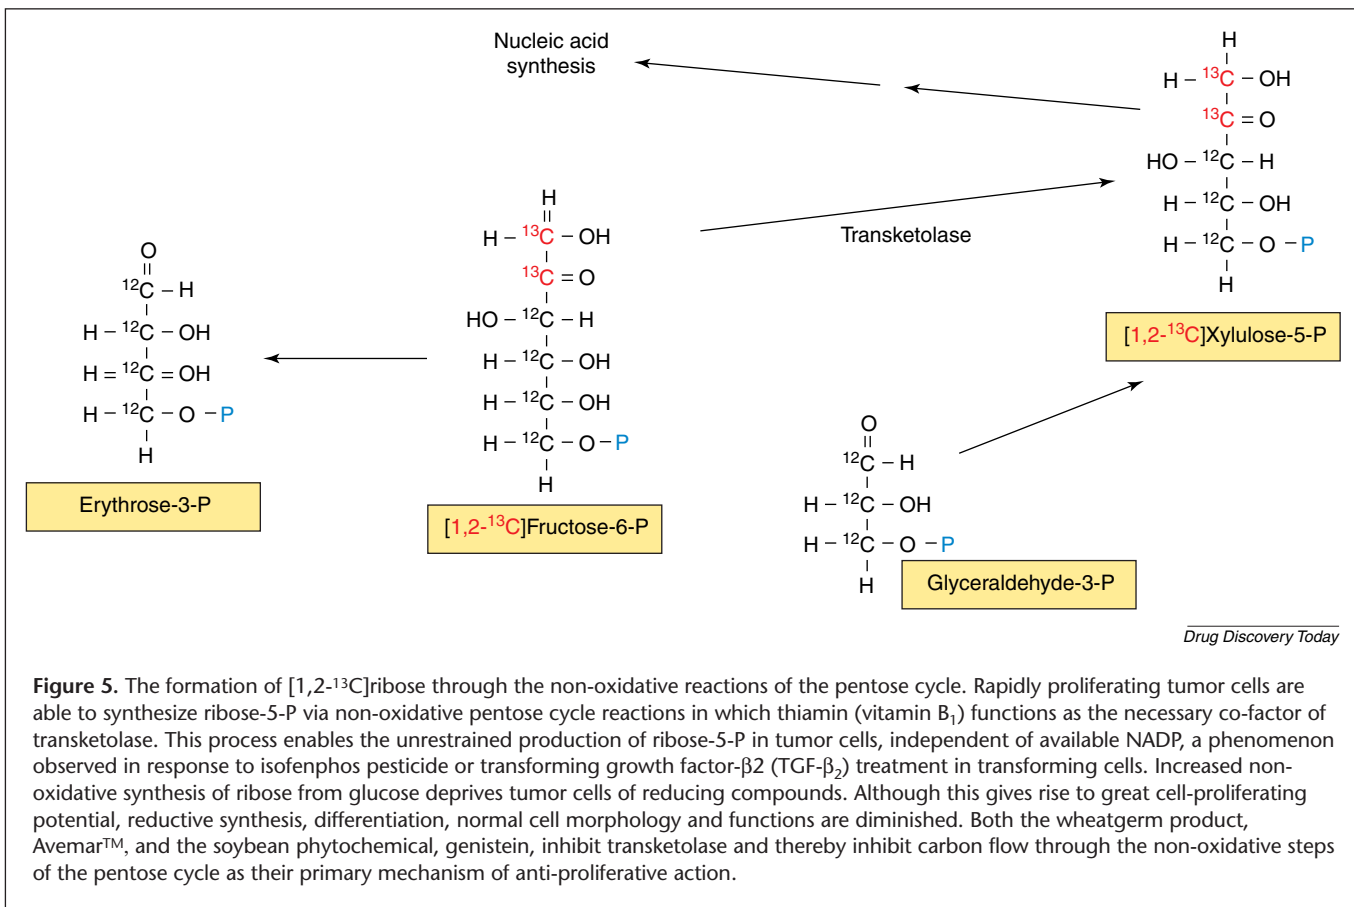 Nucleic acid
synthesis
H
H – ¹³C – OH
¹³C = O
HO – ¹²C – H
H – ¹²C – OH
H – ¹²C – O – P
H
[1,2-¹³C]Xylulose-5-P
Transketolase
H
H – ¹³C – OH
¹³C = O
HO – ¹²C – H
H – ¹²C – OH
H – ¹²C – OH
H – ¹²C – O – P
H
[1,2-¹³C]Fructose-6-P
O
¹²C – H
H – ¹²C – OH
H = ¹²C = OH
H – ¹²C – O – P
H
Erythrose-3-P
O
¹²C – H
H – ¹²C – OH
H – ¹²C – O – P
H
Glyceraldehyde-3-P
Drug Discovery Today
Figure 5. The formation of [1,2-¹³C]ribose through the non-oxidative reactions of the pentose cycle. Rapidly proliferating tumor cells are
able to synthesize ribose-5-P via non-oxidative pentose cycle reactions in which thiamin (vitamin B₁) functions as the necessary co-factor of
transketolase. This process enables the unrestrained production of ribose-5-P in tumor cells, independent of available NADP, a phenomenon
observed in response to isofenphos pesticide or transforming growth factor-β2 (TGF-β₂) treatment in transforming cells. Increased non-
oxidative synthesis of ribose from glucose deprives tumor cells of reducing compounds. Although this gives rise to great cell-proliferating
potential, reductive synthesis, differentiation, normal cell morphology and functions are diminished. Both the wheatgerm product,
Avemar™, and the soybean phytochemical, genistein, inhibit transketolase and thereby inhibit carbon flow through the non-oxidative steps
of the pentose cycle as their primary mechanism of anti-proliferative action.